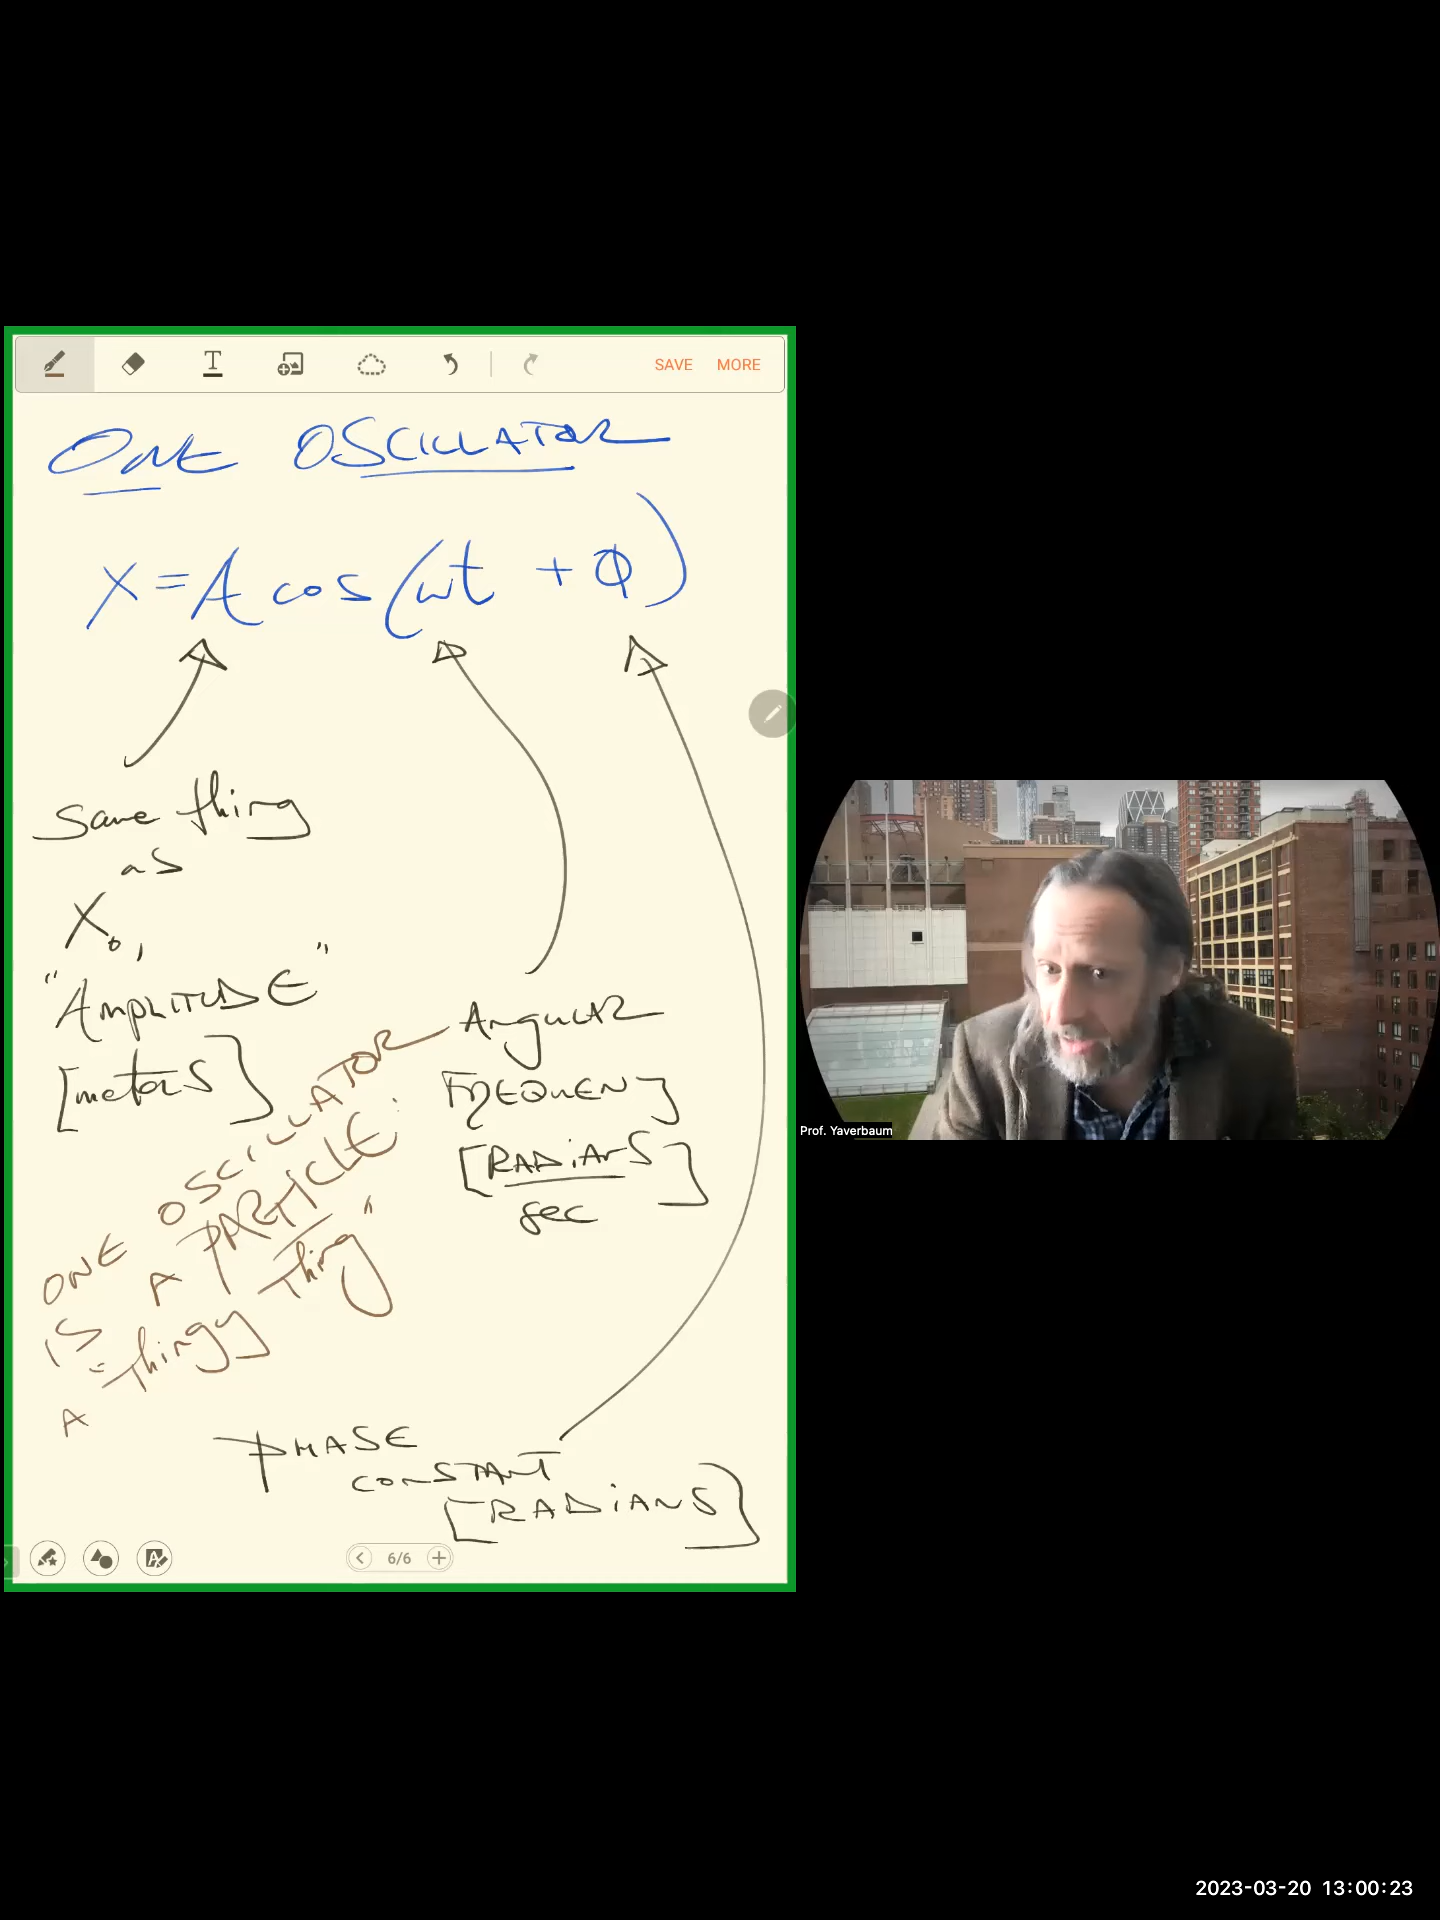 SAVE MORE
ONE OSCILLATOR
X = A cos (ωt + Φ)
Same thing
as
X₀,
"AMPLITUDE"
[meters]
Angular
FREQUENCY
[RADIANS
sec]
ONE OSCILLATOR
IS A PARTICLE.
A "Thingy Thing"
PHASE
CONSTANT
[RADIANS]
6/6
Prof. Yaverbaum
2023-03-20 13:00:23